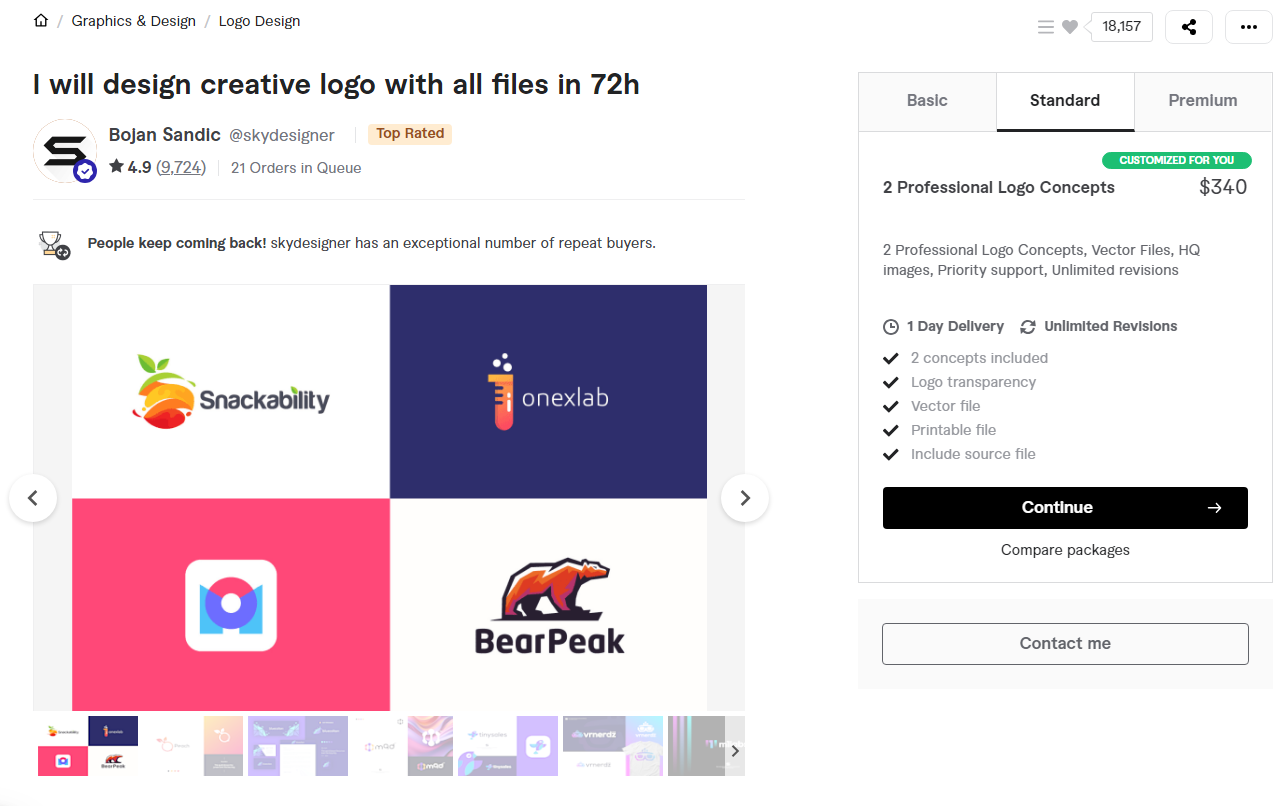 / Graphics & Design / Logo Design
18,157
I will design creative logo with all files in 72h
Bojan Sandic @skydesigner Top Rated
4.9 (9,724) 21 Orders in Queue
People keep coming back! skydesigner has an exceptional number of repeat buyers.
Snackability
onexlab
BearPeak
Basic Standard Premium
CUSTOMIZED FOR YOU
2 Professional Logo Concepts $340
2 Professional Logo Concepts, Vector Files, HQ
images, Priority support, Unlimited revisions
1 Day Delivery Unlimited Revisions
2 concepts included
Logo transparency
Vector file
Printable file
Include source file
Continue
Compare packages
Contact me